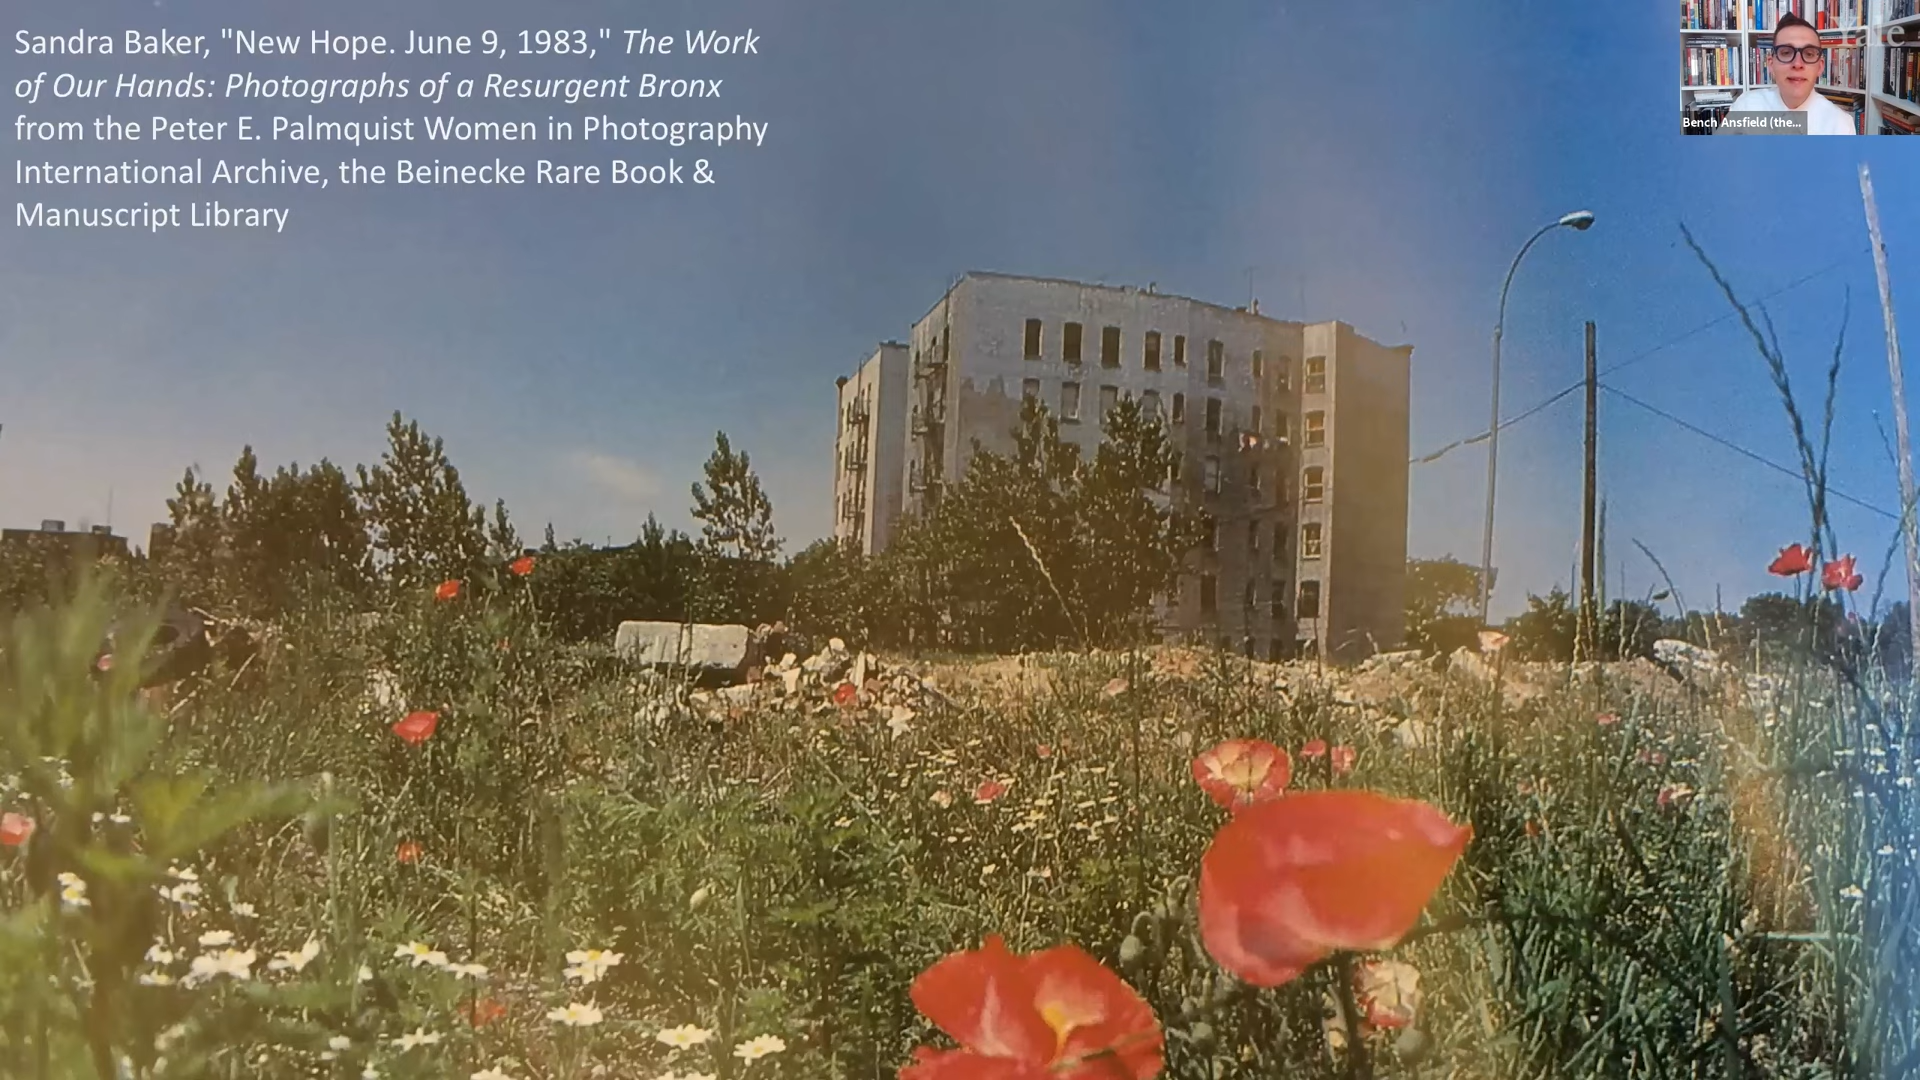 Sandra Baker, "New Hope. June 9, 1983," The Work
of Our Hands: Photographs of a Resurgent Bronx
from the Peter E. Palmquist Women in Photography
International Archive, the Beinecke Rare Book &
Manuscript Library
Yale
Bench Ansfield (the...